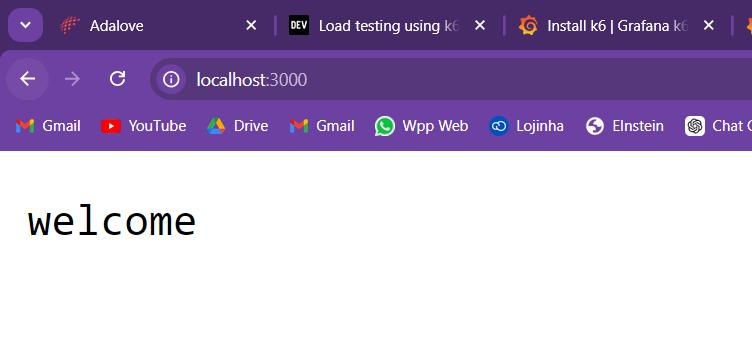 Adalove
Load testing using k6
Install k6 | Grafana k6
localhost:3000
Gmail
YouTube
Drive
Gmail
Wpp Web
Lojinha
EInstein
Chat
DEV
welcome